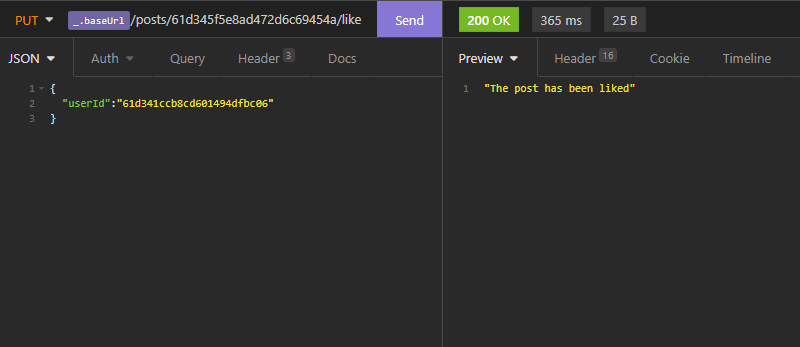 PUT _.baseUrl/posts/61d345f5e8ad472d6c69454a/like Send 200 OK 365 ms 25 B
JSON Auth Query Header 3 Docs Preview Header 16 Cookie Timeline
1 {
2 "userId":"61d341ccb8cd601494dfbc06"
3 }
1 "The post has been liked"